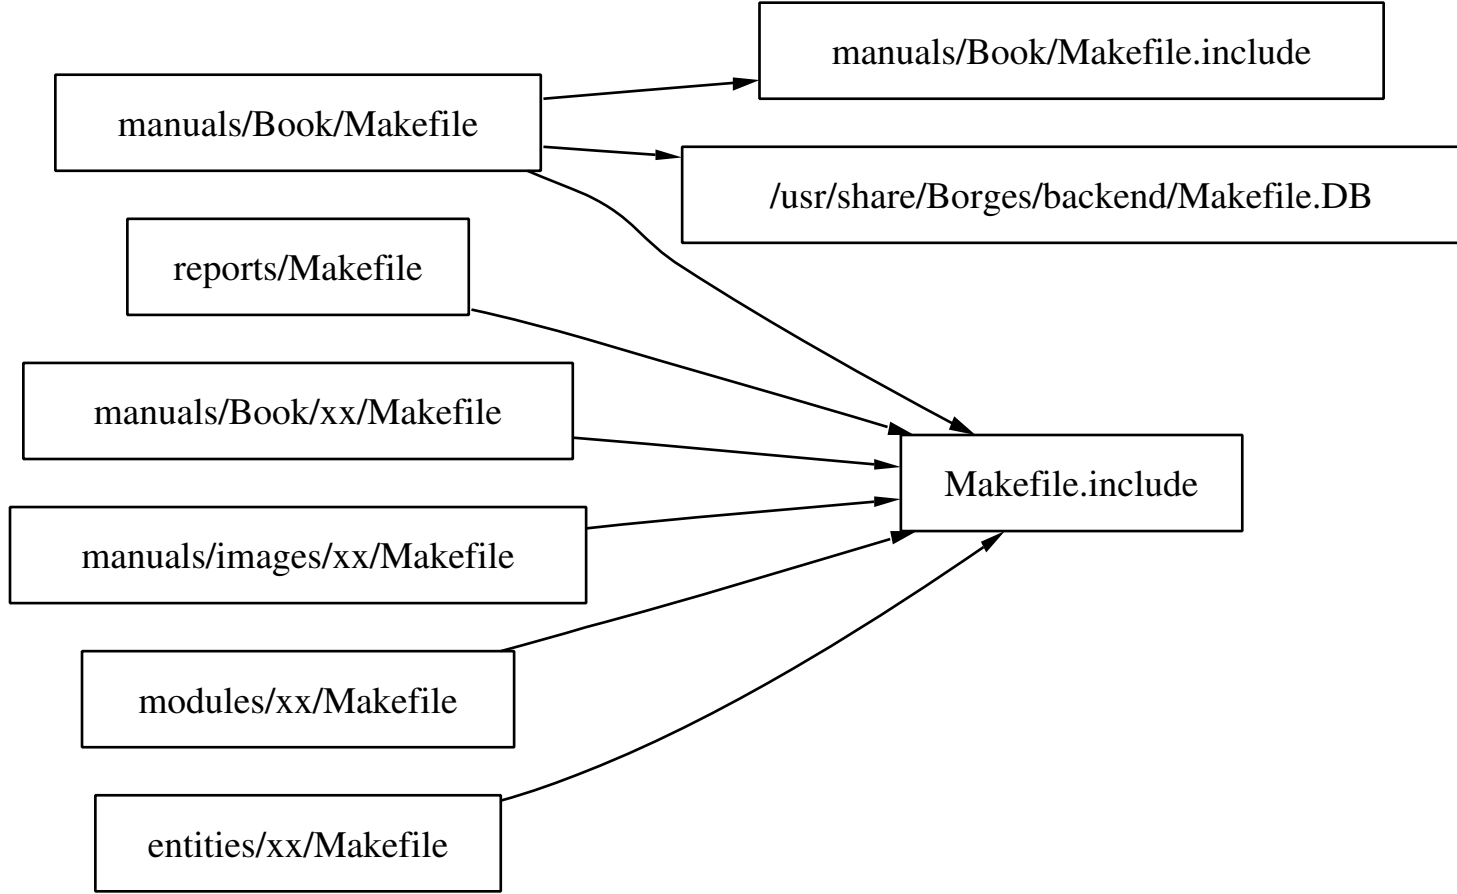 manuals/Book/Makefile.include
manuals/Book/Makefile
/usr/share/Borges/backend/Makefile.DB
reports/Makefile
manuals/Book/xx/Makefile
Makefile.include
manuals/images/xx/Makefile
modules/xx/Makefile
entities/xx/Makefile